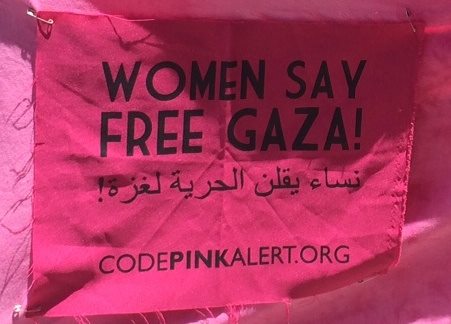 WOMEN SAY
FREE GAZA!
نساء يقلن الحرية لغزة!
CODEPINKALERT.ORG